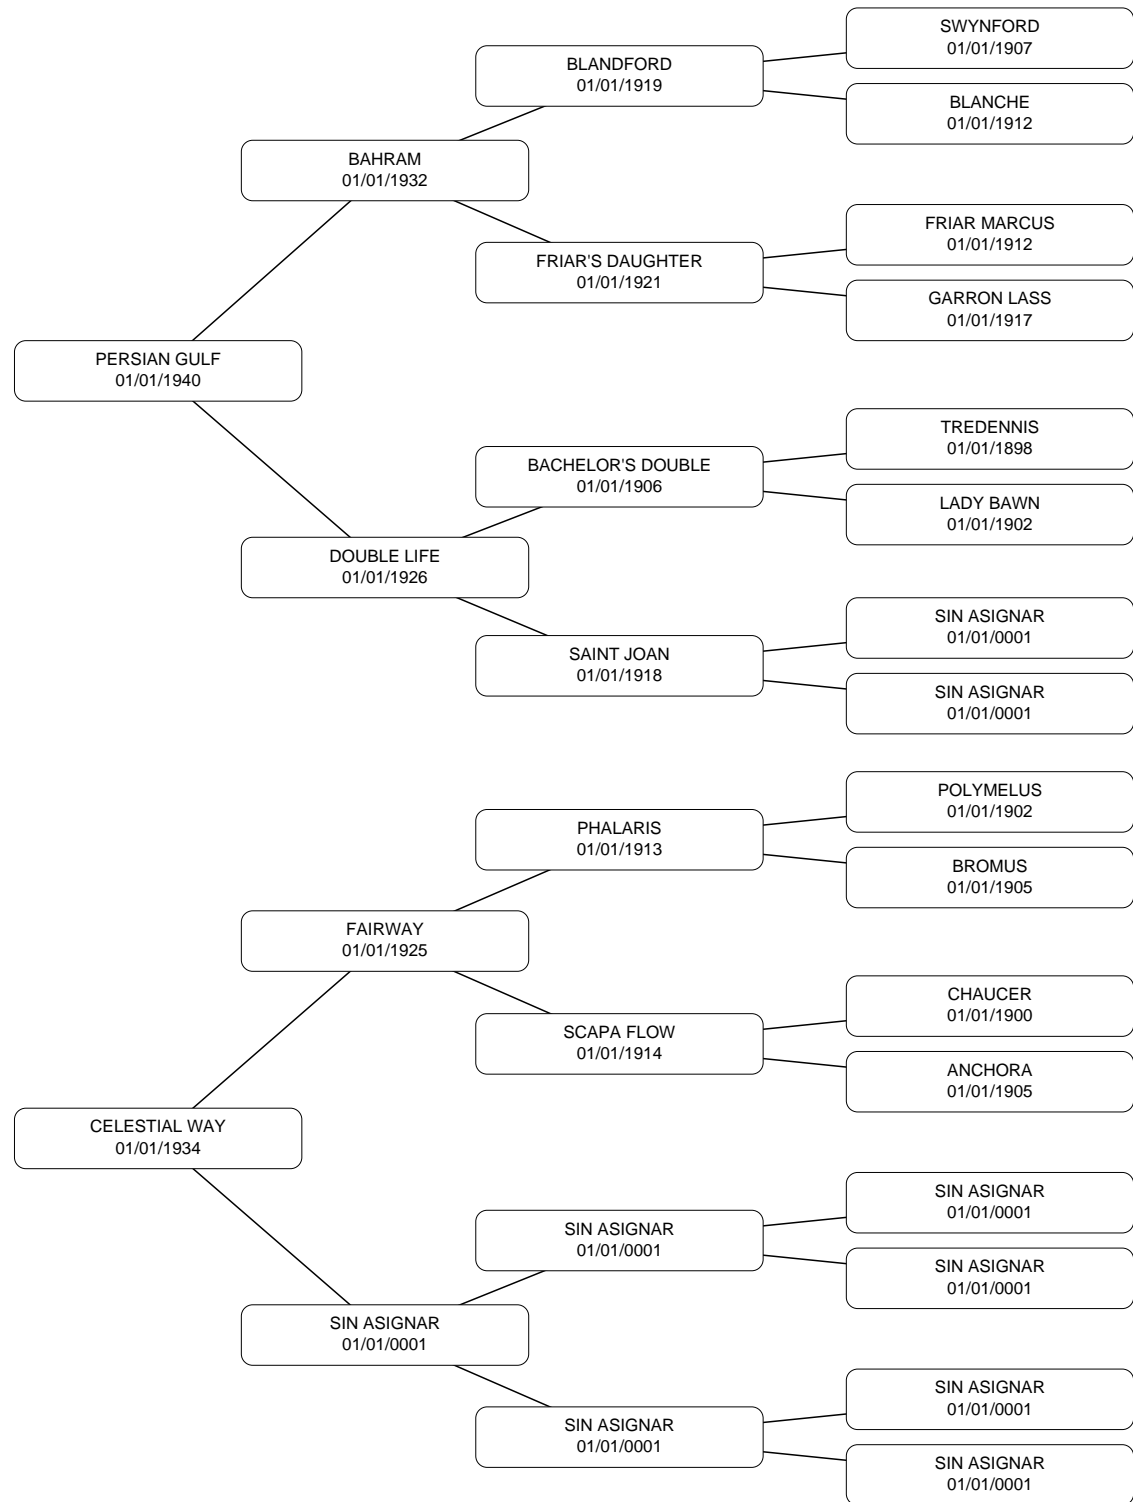 SWYNFORD
01/01/1907
BLANDFORD
01/01/1919
BLANCHE
01/01/1912
BAHRAM
01/01/1932
FRIAR MARCUS
01/01/1912
FRIAR'S DAUGHTER
01/01/1921
GARRON LASS
01/01/1917
PERSIAN GULF
01/01/1940
TREDENNIS
01/01/1898
BACHELOR'S DOUBLE
01/01/1906
LADY BAWN
01/01/1902
DOUBLE LIFE
01/01/1926
SIN ASIGNAR
01/01/0001
SAINT JOAN
01/01/1918
SIN ASIGNAR
01/01/0001
POLYMELUS
01/01/1902
PHALARIS
01/01/1913
BROMUS
01/01/1905
FAIRWAY
01/01/1925
CHAUCER
01/01/1900
SCAPA FLOW
01/01/1914
ANCHORA
01/01/1905
CELESTIAL WAY
01/01/1934
SIN ASIGNAR
01/01/0001
SIN ASIGNAR
01/01/0001
SIN ASIGNAR
01/01/0001
SIN ASIGNAR
01/01/0001
SIN ASIGNAR
01/01/0001
SIN ASIGNAR
01/01/0001
SIN ASIGNAR
01/01/0001